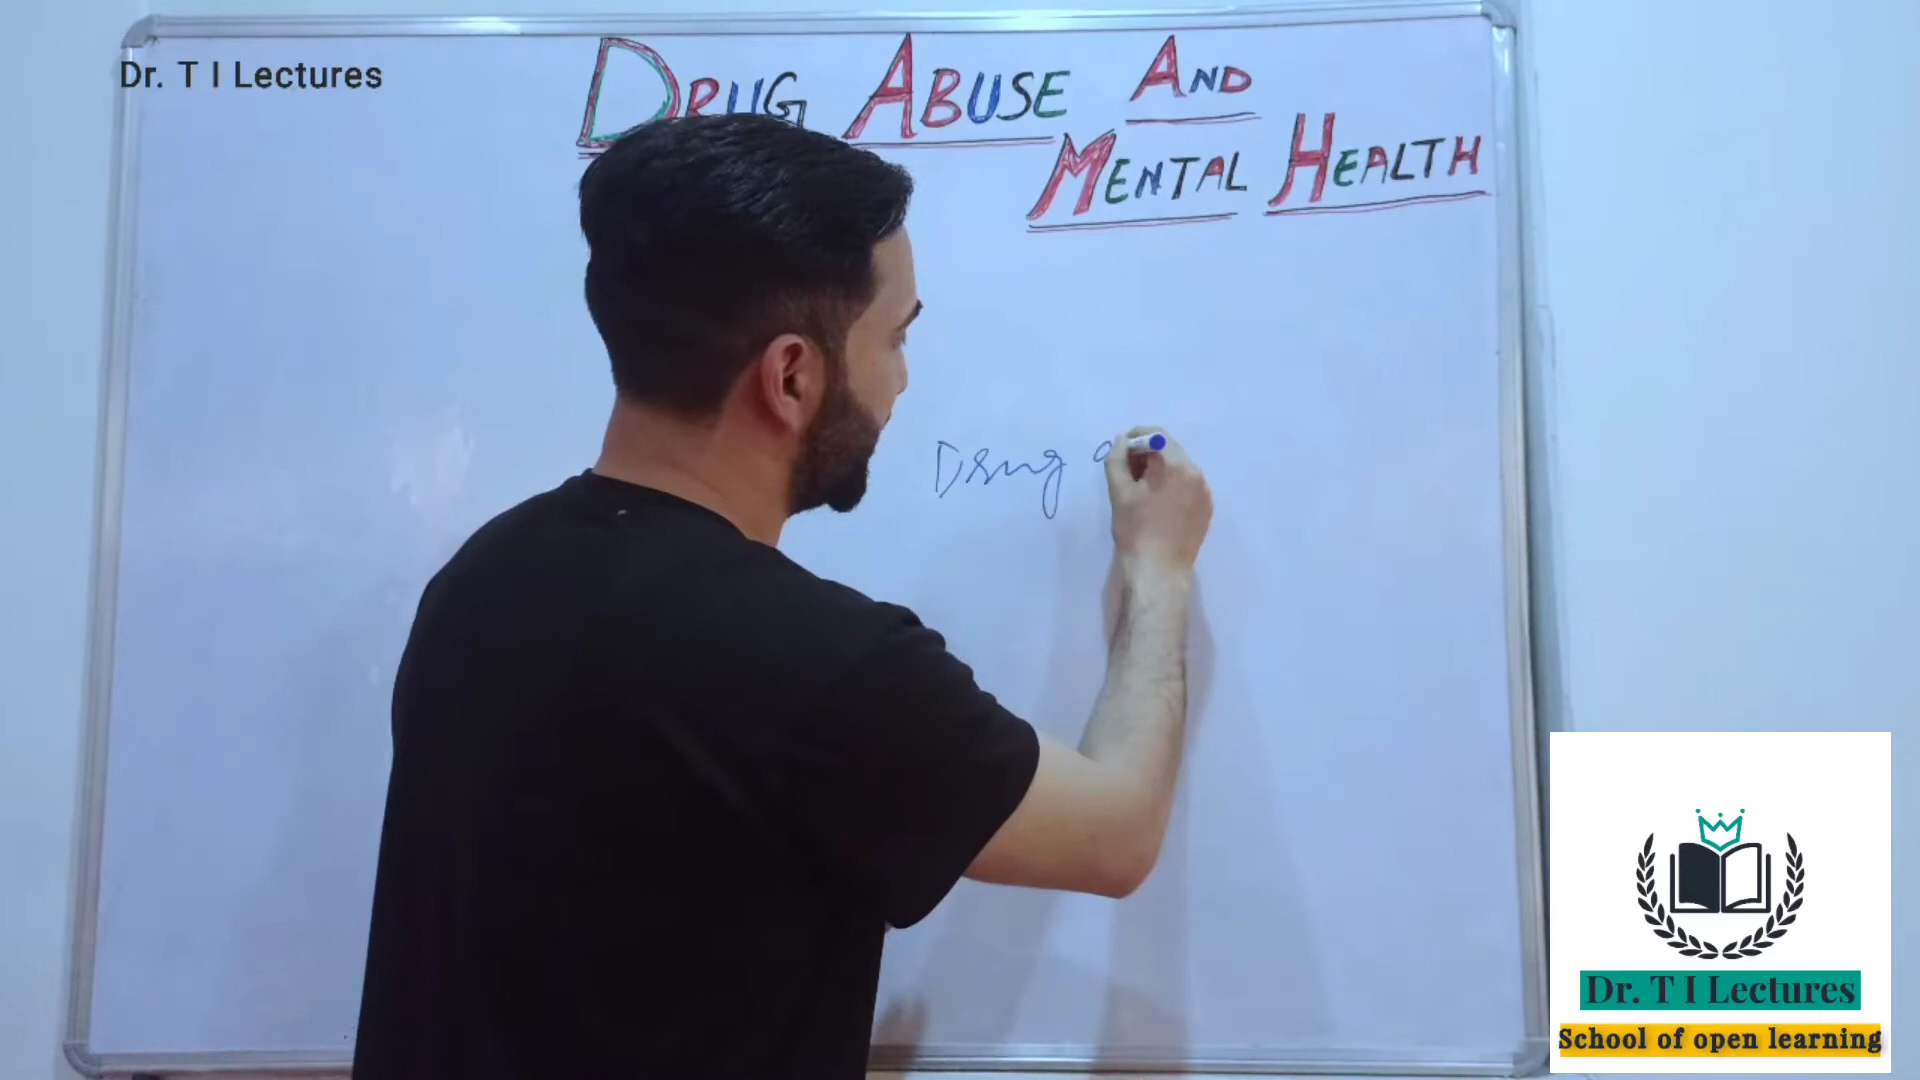 Dr. T I Lectures
DRUG ABUSE AND
MENTAL HEALTH
Drug
Dr. T I Lectures
School of open learning